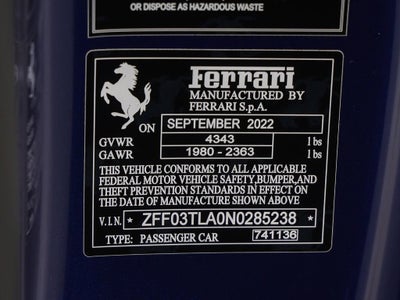 OR DISPOSE AS HAZARDOUS WASTE
Ferrari
MANUFACTURED BY
FERRARI S.p.A.
ON SEPTEMBER 2022
GVWR 4343 lbs
GAWR 1980 - 2363 lbs
THIS VEHICLE CONFORMS TO ALL APPLICABLE
FEDERAL MOTOR VEHICLE SAFETY, BUMPER, AND
THEFT PREVENTION STANDARDS IN EFFECT ON
THE DATE OF MANUFACTURE SHOWN ABOVE
V.I.N. * ZFF03TLA0N0285238 *
TYPE: PASSENGER CAR 741136